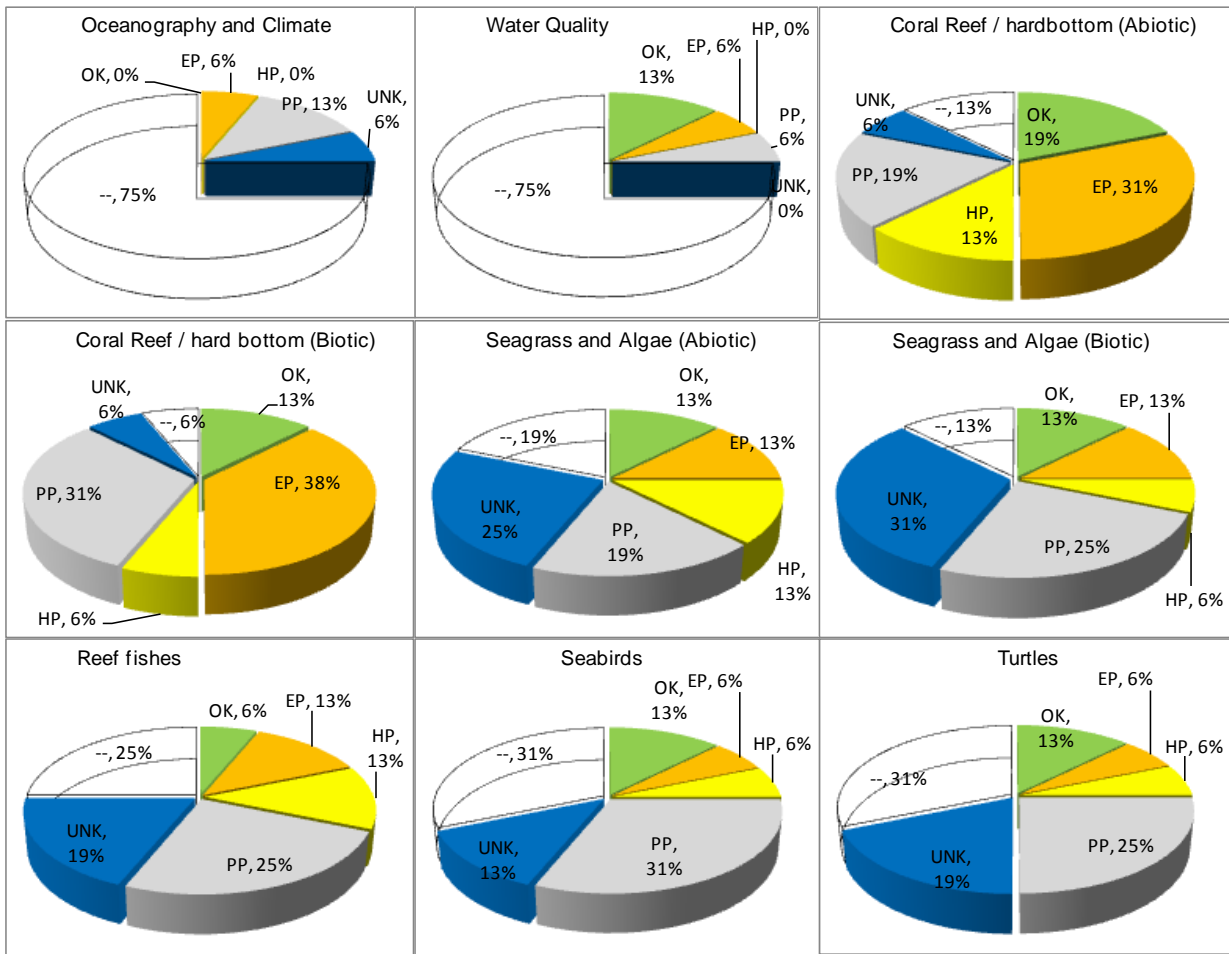 Oceanography and Climate
OK, 0%
EP, 6%
HP, 0%
PP, 13%
UNK,
6%
--, 75%
Water Quality
OK,
13%
EP, 6%
HP, 0%
PP,
6%
UNK,
0%
--, 75%
Coral Reef / hardbottom (Abiotic)
UNK,
6%
--, 13%
OK,
19%
PP, 19%
EP, 31%
HP,
13%
Coral Reef / hard bottom (Biotic)
UNK,
6%
--, 6%
OK,
13%
PP, 31%
EP, 38%
HP, 6%
Seagrass and Algae (Abiotic)
OK,
13%
--, 19%
EP, 13%
UNK,
25%
PP,
19%
HP,
13%
Seagrass and Algae (Biotic)
OK,
13%
EP, 13%
--, 13%
UNK,
31%
PP, 25%
HP, 6%
Reef fishes
OK, 6%
EP, 13%
HP,
13%
--, 25%
UNK,
19%
PP, 25%
Seabirds
OK,
13%
EP, 6%
HP, 6%
--, 31%
UNK,
13%
PP,
31%
Turtles
EP, 6%
OK,
13%
HP, 6%
--, 31%
UNK,
19%
PP, 25%